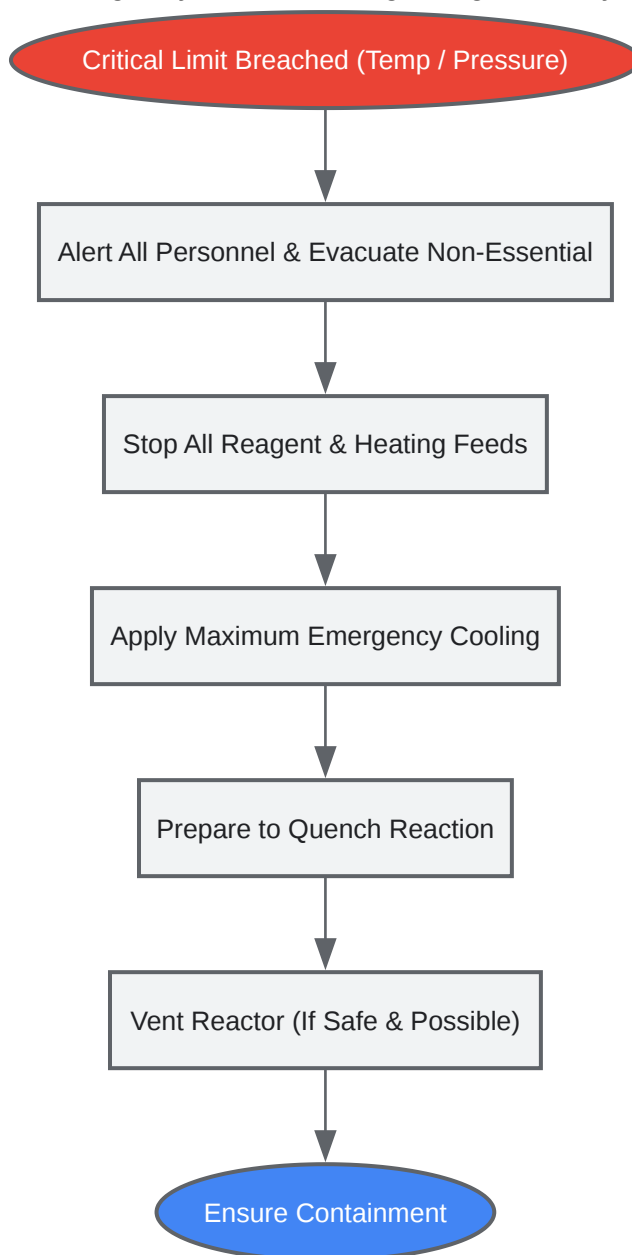 Critical Limit Breached (Temp / Pressure)
Alert All Personnel & Evacuate Non-Essential
Stop All Reagent & Heating Feeds
Apply Maximum Emergency Cooling
Prepare to Quench Reaction
Vent Reactor (If Safe & Possible)
Ensure Containment